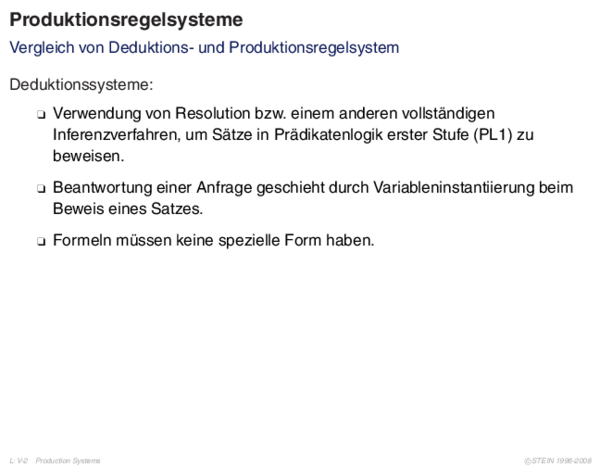 Produktionsregelsysteme
Vergleich von Deduktions- und Produktionsregelsystem
Deduktionssysteme:
❑ Verwendung von Resolution bzw. einem anderen vollständigen
Inferenzverfahren, um Sätze in Prädikatenlogik erster Stufe (PL1) zu
beweisen.
❑ Beantwortung einer Anfrage geschieht durch Variableninstantiierung beim
Beweis eines Satzes.
❑ Formeln müssen keine spezielle Form haben.
L: V-2 Production Systems ©STEIN 1996-2008